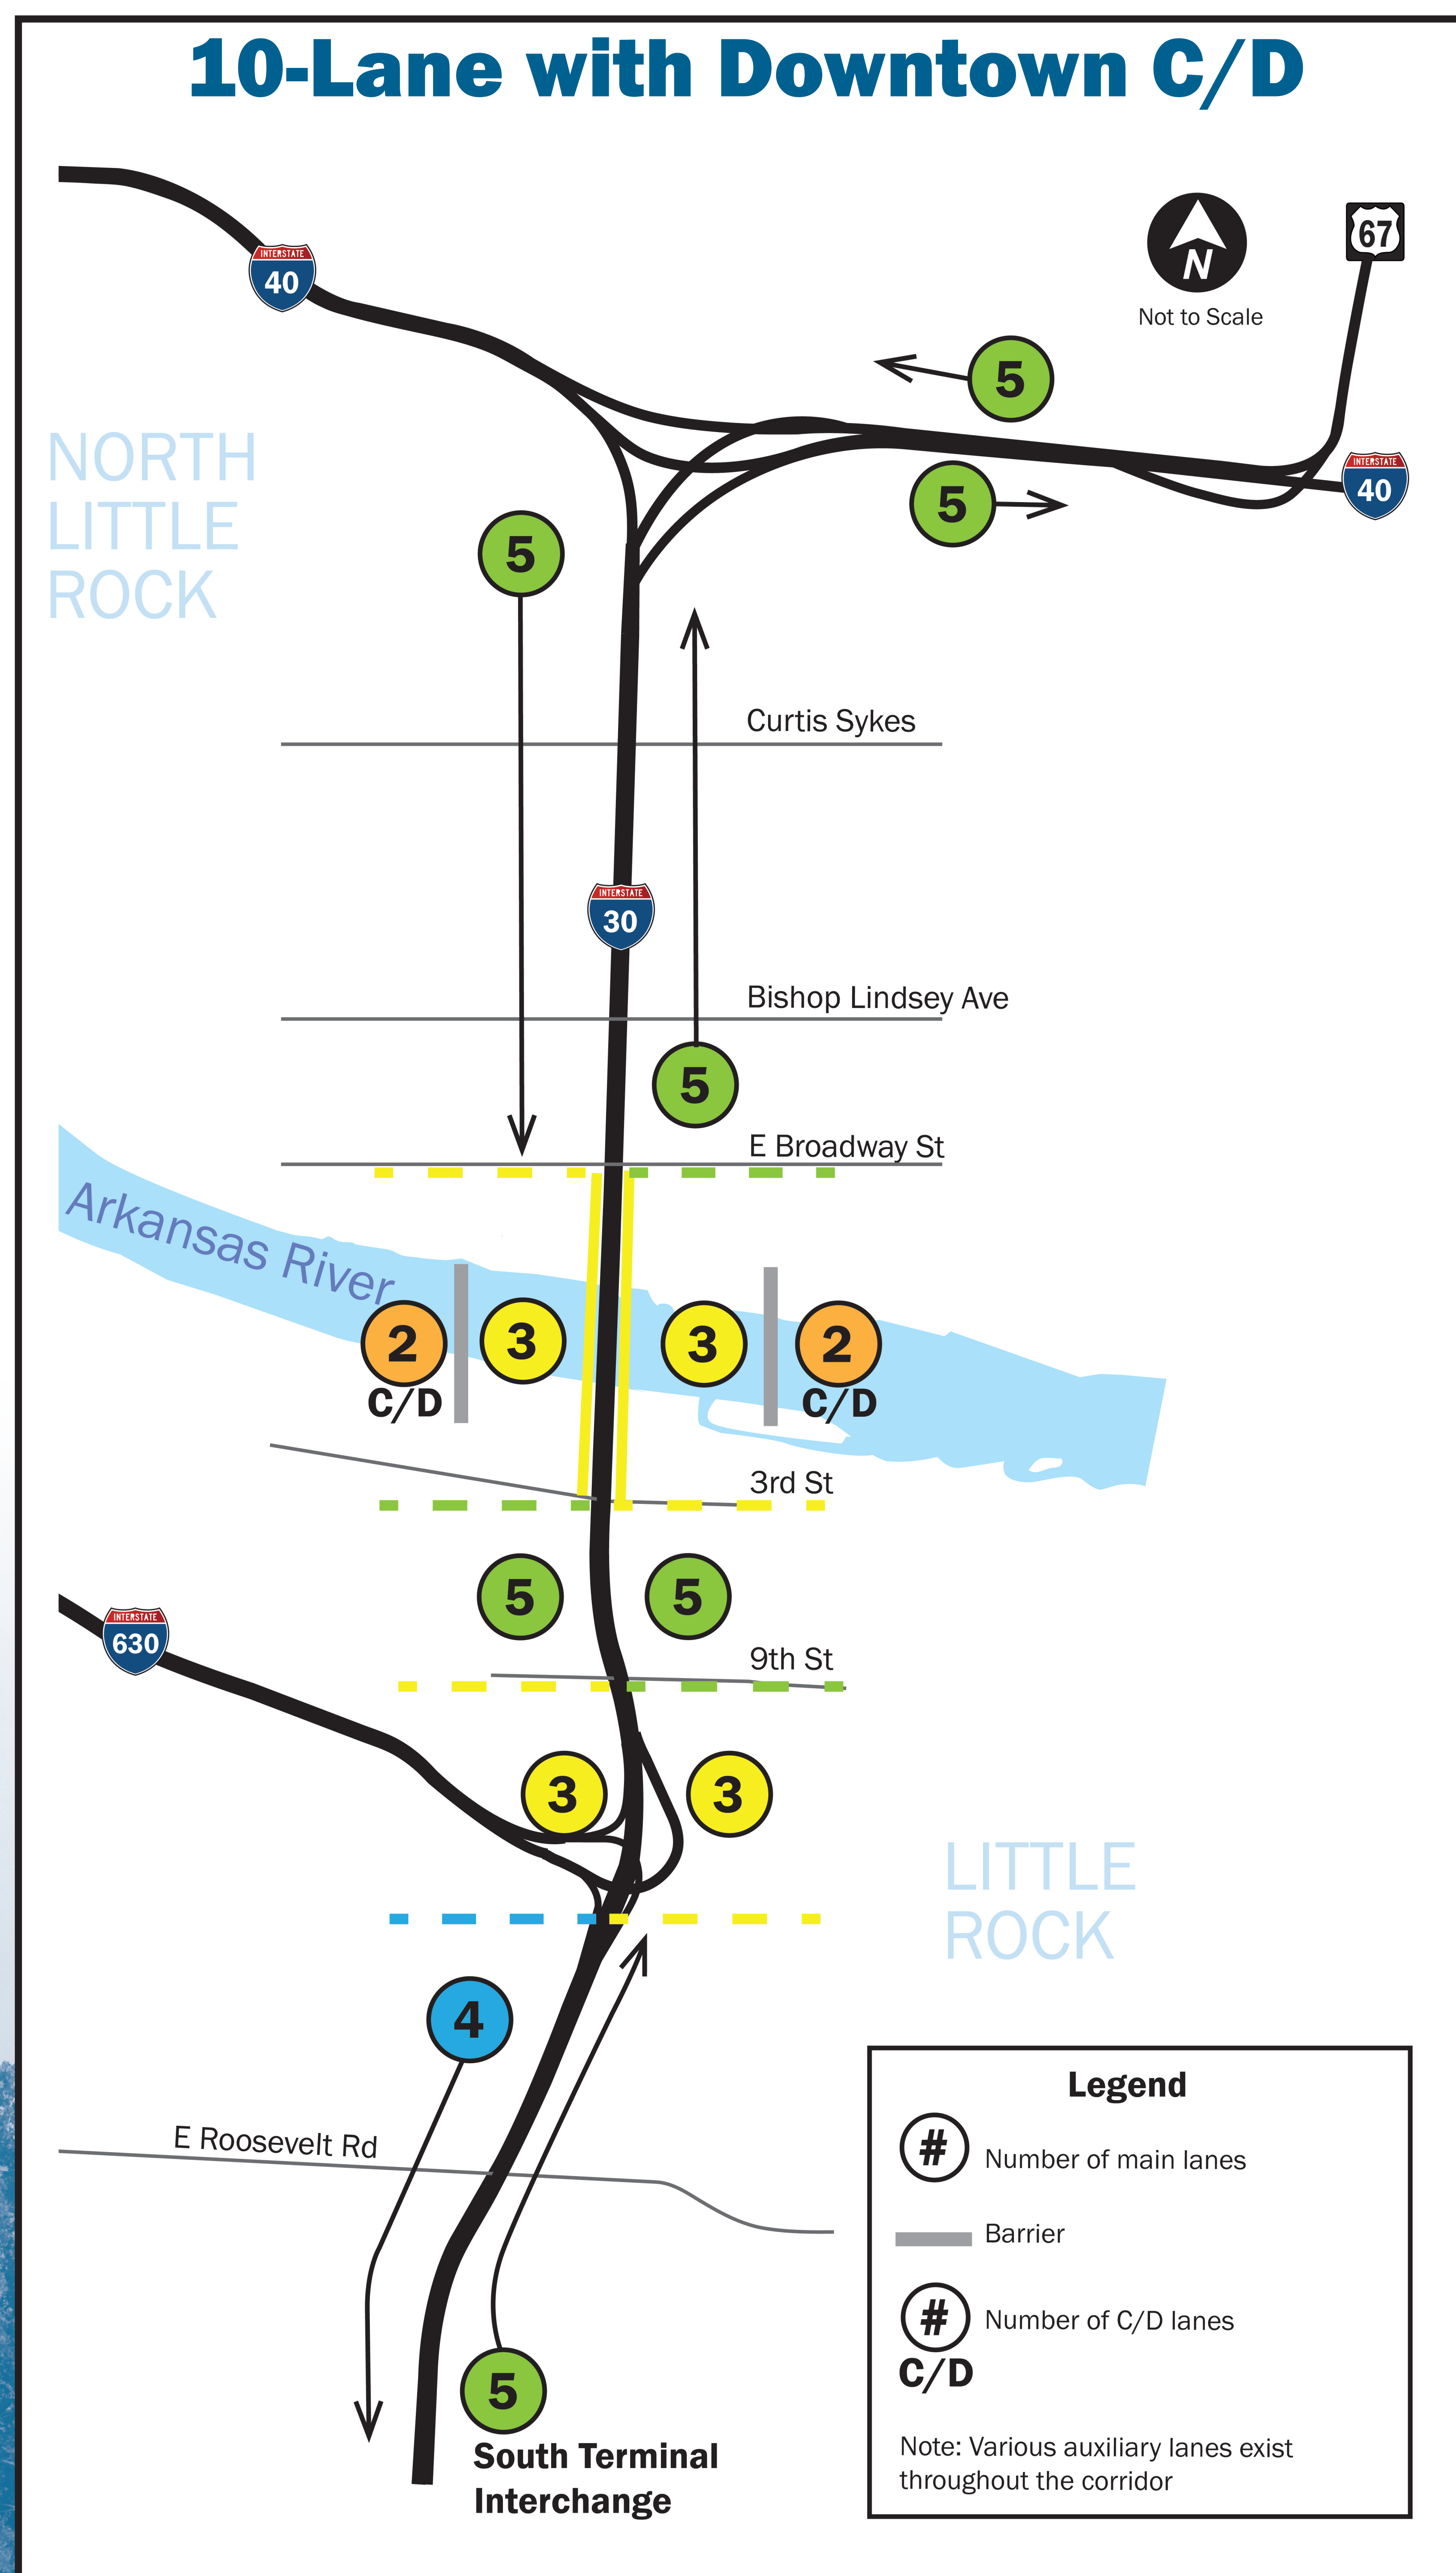 10-Lane with Downtown C/D
67
INTERSTATE
40
N
Not to Scale
5
NORTH
LITTLE
ROCK
INTERSTATE
40
5
5
Curtis Sykes
INTERSTATE
30
Bishop Lindsey Ave
5
E Broadway St
Arkansas River
2
C/D
3
3
2
C/D
3rd St
5
5
INTERSTATE
630
9th St
3
3
LITTLE
ROCK
4
E Roosevelt Rd
5
South Terminal
Interchange
Legend
#
Number of main lanes
Barrier
#
C/D
Number of C/D lanes
Note: Various auxiliary lanes exist
throughout the corridor